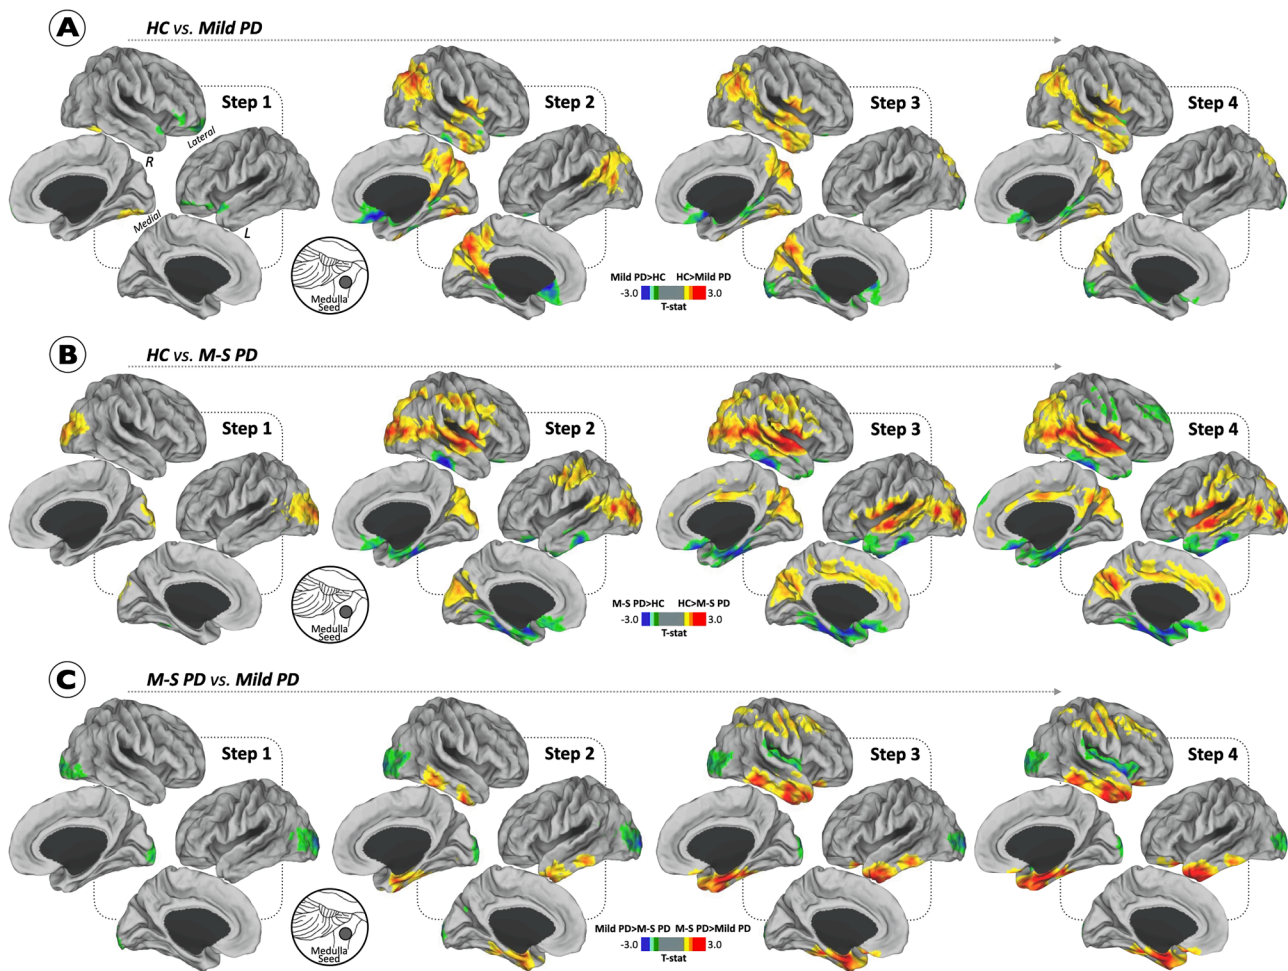 A
HC vs. Mild PD
Step 1
Step 2
Step 3
Step 4
Lateral
R
Medial
L
Medulla
Seed
Mild PD>HC HC>Mild PD
-3.0 3.0
T-stat
B
HC vs. M-S PD
Step 1
Step 2
Step 3
Step 4
Medulla
Seed
M-S PD>HC HC>M-S PD
-3.0 3.0
T-stat
C
M-S PD vs. Mild PD
Step 1
Step 2
Step 3
Step 4
Medulla
Seed
Mild PD>M-S PD M-S PD>Mild PD
-3.0 3.0
T-stat